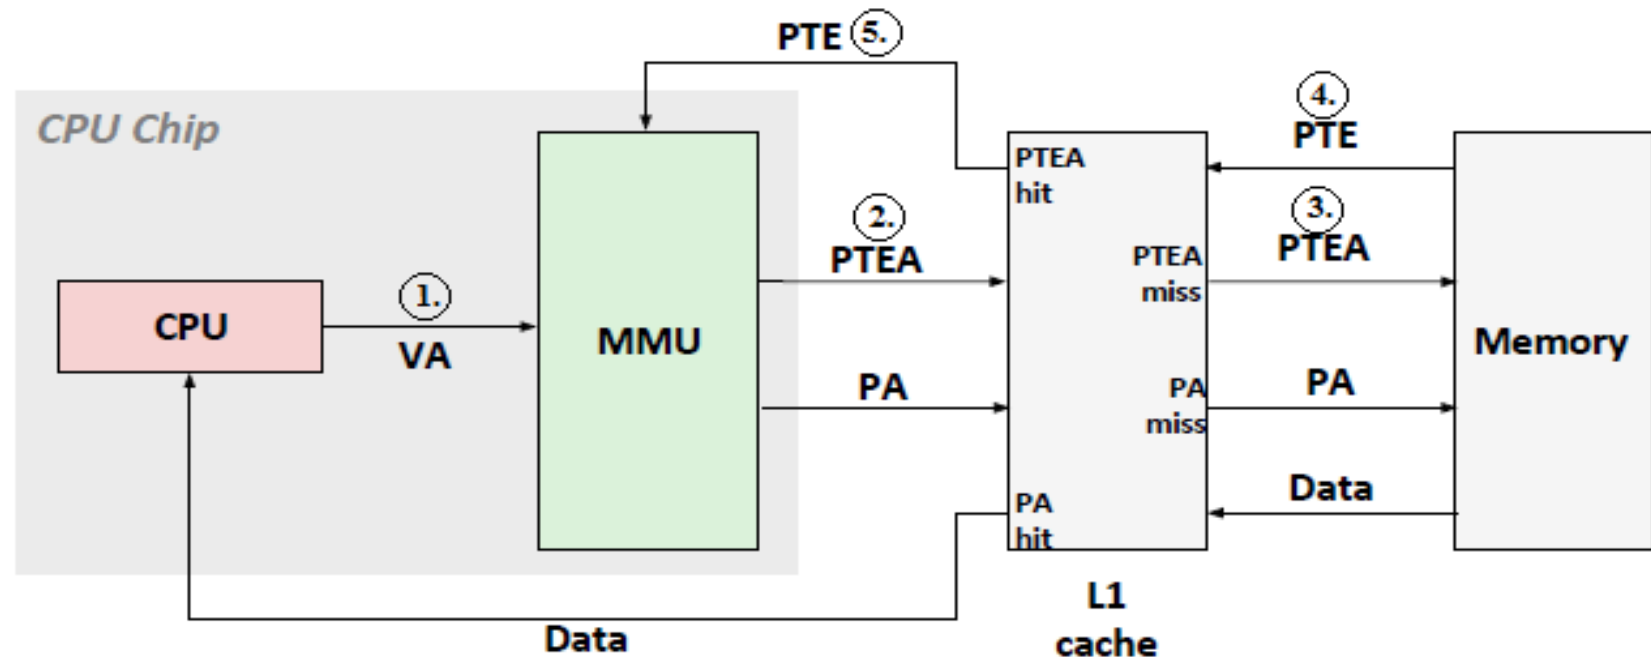 PTE 5.
4.
CPU Chip
PTE
PTEA
hit
2.
3.
PTEA
PTEA
PTEA
miss
1.
CPU
MMU
Memory
VA
PA
PA
PA
miss
Data
PA
hit
L1
cache
Data